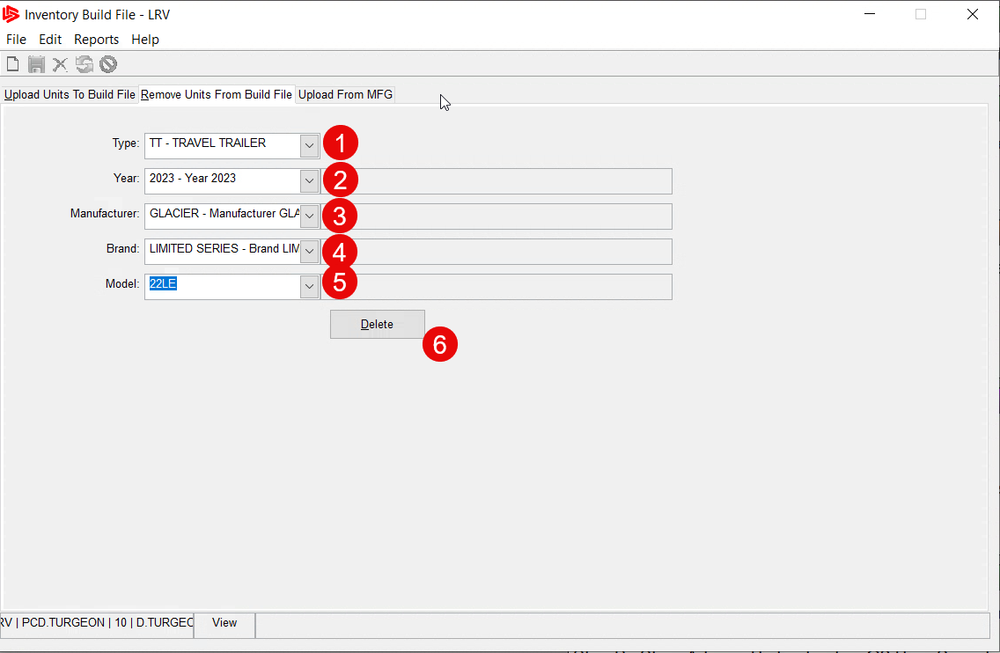 Inventory Build File - LRV
File Edit Reports Help
Upload Units To Build File Remove Units From Build File Upload From MFG
Type: TT - TRAVEL TRAILER 1
Year: 2023 - Year 2023 2
Manufacturer: GLACIER - Manufacturer GLA 3
Brand: LIMITED SERIES - Brand LIM 4
Model: 22LE 5
Delete
6
RV | PCD.TURGEON | 10 | D.TURGEO View